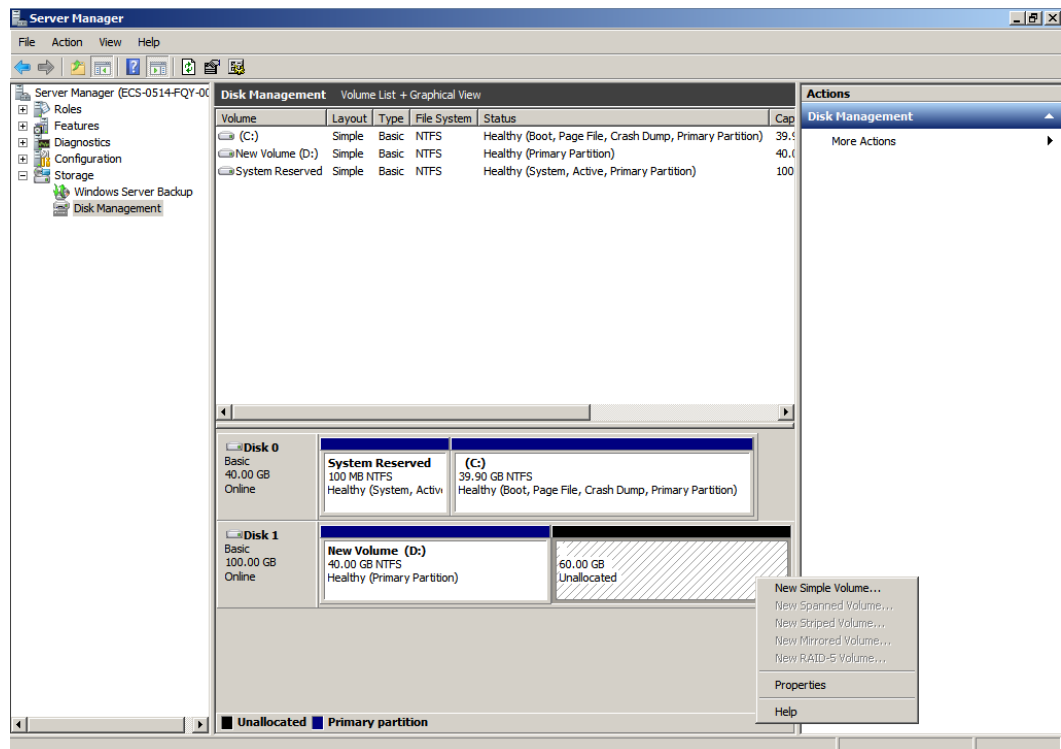 Server Manager
File Action View Help
Server Manager (ECS-0514-FQY-00
Roles
Features
Diagnostics
Configuration
Storage
Windows Server Backup
Disk Management
Disk Management Volume List + Graphical View
Volume Layout Type File System Status Cap
(C:) Simple Basic NTFS Healthy (Boot, Page File, Crash Dump, Primary Partition) 39.9
New Volume (D:) Simple Basic NTFS Healthy (Primary Partition) 40.0
System Reserved Simple Basic NTFS Healthy (System, Active, Primary Partition) 100
Disk 0
Basic
40.00 GB
Online
System Reserved
100 MB NTFS
Healthy (System, Active
(C:)
39.90 GB NTFS
Healthy (Boot, Page File, Crash Dump, Primary Partition)
Disk 1
Basic
100.00 GB
Online
New Volume (D:)
40.00 GB NTFS
Healthy (Primary Partition)
60.00 GB
Unallocated
New Simple Volume...
New Spanned Volume...
New Striped Volume...
New Mirrored Volume...
New RAID-5 Volume...
Properties
Help
Unallocated Primary partition
Actions
Disk Management
More Actions